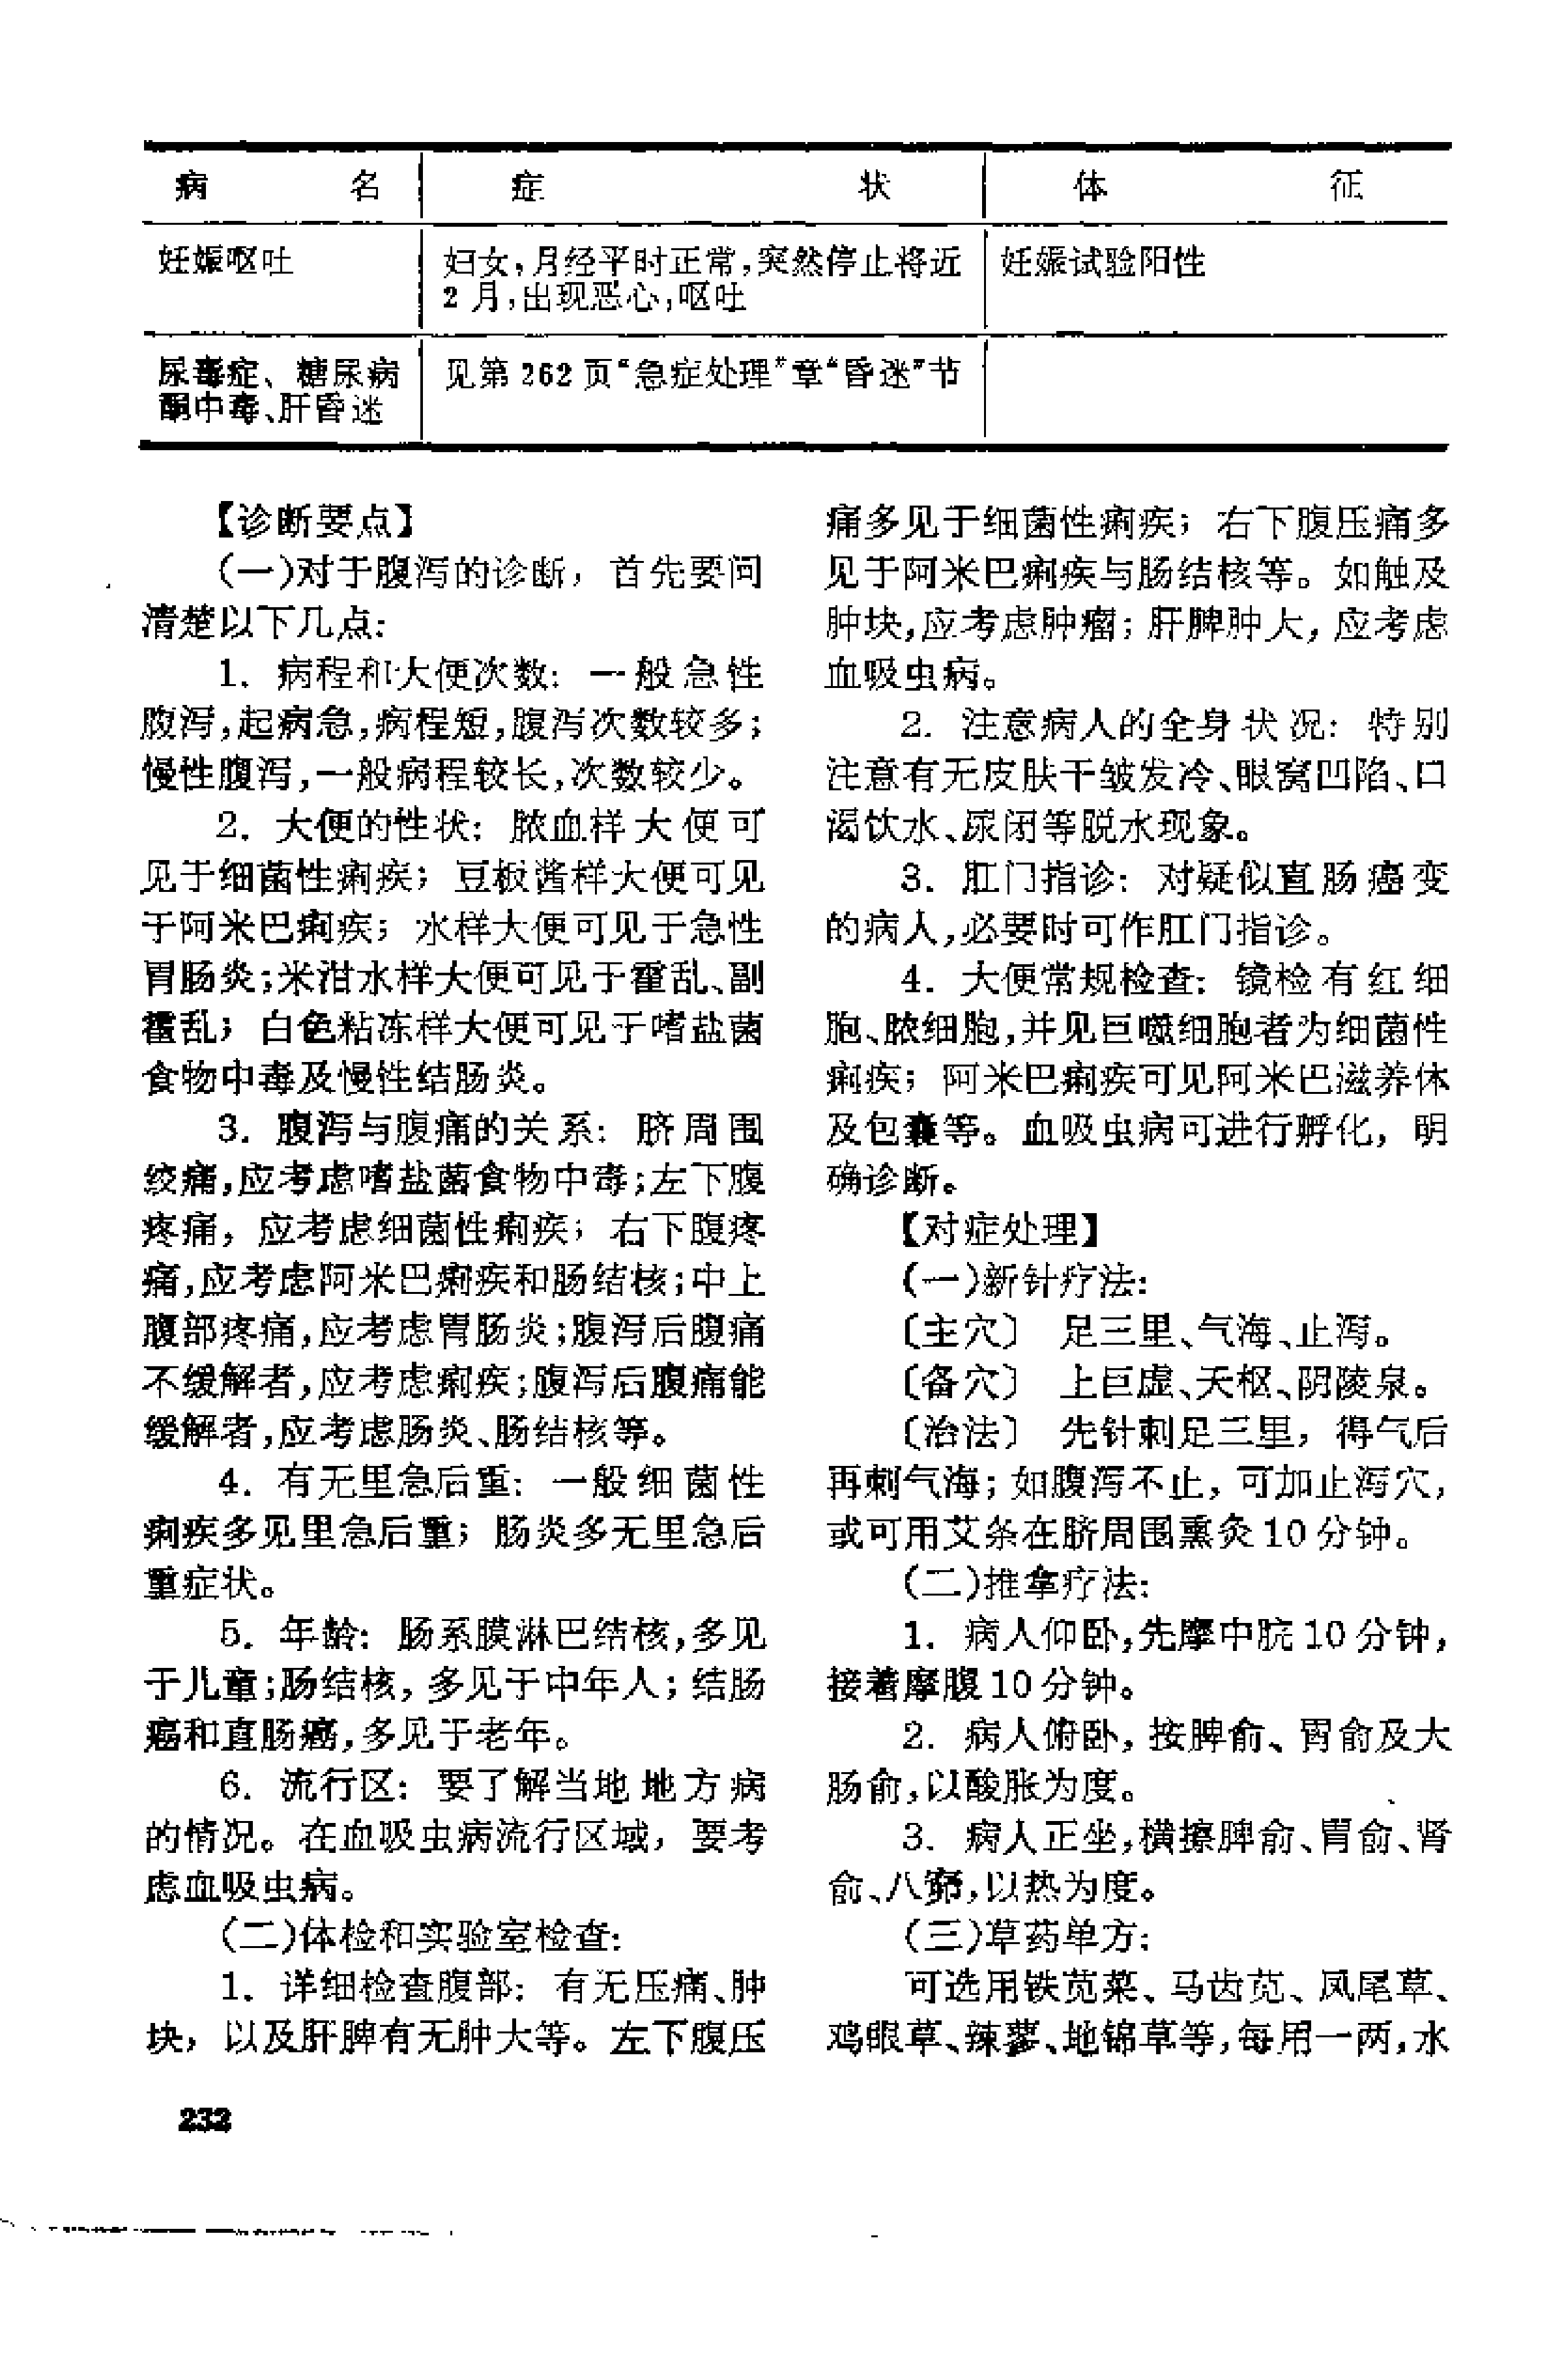 病名 症状 体征
妊娠呕吐 妇女,月经平时正常,突然停止将近 妊娠试验阳性
2 月,出现恶心,呕吐
尿毒症、糖尿病 见第 262 页“急症处理”章“昏迷”节
酮中毒、肝昏迷
【诊断要点】
(一)对于腹泻的诊断，首先要问
清楚以下几点:
1. 病程和大便次数: 一般急性
腹泻,起病急,病程短,腹泻次数较多;
慢性腹泻,一般病程较长,次数较少。
2. 大便的性状: 脓血样大便可
见于细菌性痢疾; 豆板酱样大便可见
于阿米巴痢疾; 水样大便可见于急性
胃肠炎;米泔水样大便可见于霍乱、副
霍乱; 白色粘冻样大便可见于嗜盐菌
食物中毒及慢性结肠炎。
3. 腹泻与腹痛的关系: 脐周围
绞痛,应考虑嗜盐菌食物中毒;左下腹
疼痛，应考虑细菌性痢疾; 右下腹疼
痛,应考虑阿米巴痢疾和肠结核;中上
腹部疼痛,应考虑胃肠炎;腹泻后腹痛
不缓解者,应考虑痢疾;腹泻后腹痛能
缓解者,应考虑肠炎、肠结核等。
4. 有无里急后重: 一般细菌性
痢疾多见里急后重; 肠炎多无里急后
重症状。
5. 年龄: 肠系膜淋巴结核,多见
于儿童;肠结核, 多见于中年人; 结肠
癌和直肠癌,多见于老年。
6. 流行区: 要了解当地地方病
的情况。在血吸虫病流行区域，要考
虑血吸虫病。
(二)体检和实验室检查:
1. 详细检查腹部: 有无压痛、肿
块，以及肝脾有无肿大等。左下腹压
痛多见于细菌性痢疾; 右下腹压痛多
见于阿米巴痢疾与肠结核等。如触及
肿块,应考虑肿瘤; 肝脾肿大, 应考虑
血吸虫病。
2. 注意病人的全身状况: 特别
注意有无皮肤干皱发冷、眼窝凹陷、口
渴饮水、尿闭等脱水现象。
3. 肛门指诊: 对疑似直肠癌变
的病人,必要时可作肛门指诊。
4. 大便常规检查: 镜检有红细
胞、脓细胞,并见巨噬细胞者为细菌性
痢疾; 阿米巴痢疾可见阿米巴滋养体
及包囊等。血吸虫病可进行孵化，明
确诊断。
【对症处理】
(一)新针疗法:
〔主穴〕 足三里、气海、止泻。
〔备穴〕 上巨虚、天枢、阴陵泉。
〔治法〕 先针刺足三里，得气后
再刺气海; 如腹泻不止, 可加止泻穴,
或可用艾条在脐周围熏灸10分钟。
(二)推拿疗法:
1. 病人仰卧,先摩中脘10分钟,
接着摩腹10分钟。
2. 病人俯卧, 按脾俞、胃俞及大
肠俞,以酸胀为度。
3. 病人正坐,横擦脾俞、胃俞、肾
俞、八窌,以热为度。
(三)草药单方:
可选用铁苋菜、马齿苋、凤尾草、
鸡眼草、辣蓼、地锦草等,每用一两,水
232